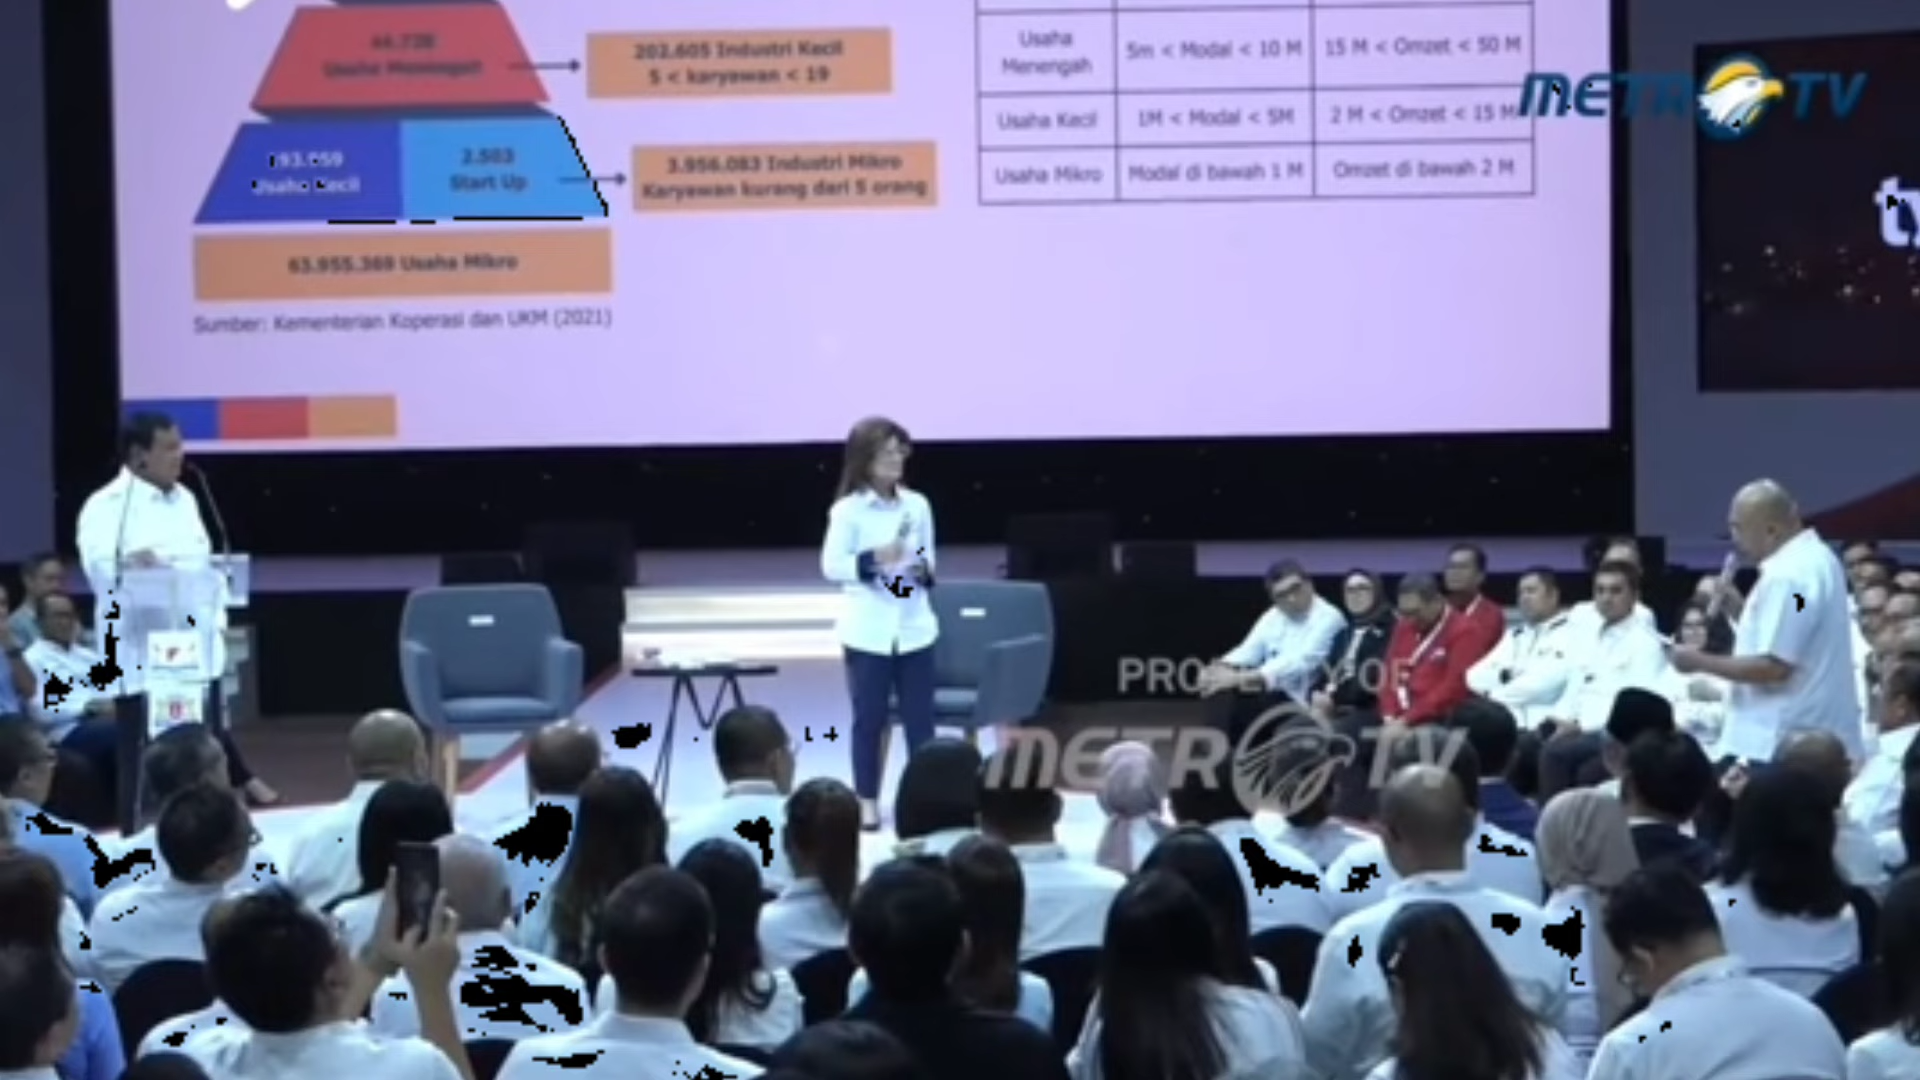 44.728
Usaha Menengah
202.605 Industri Kecil
5 < karyawan < 19
193.959
Usaha Kecil
2.503
Start Up
3.956.083 Industri Mikro
Karyawan kurang dari 5 orang
63.955.369 Usaha Mikro
Sumber: Kementerian Koperasi dan UKM (2021)
Usaha Menengah
5m < Modal < 10 M
15 M < Omzet < 50 M
Usaha Kecil
1M < Modal < 5M
2 M < Omzet < 15 M
Usaha Mikro
Modal di bawah 1 M
Omzet di bawah 2 M
METRO TV
PROPERTY OF
METRO TV